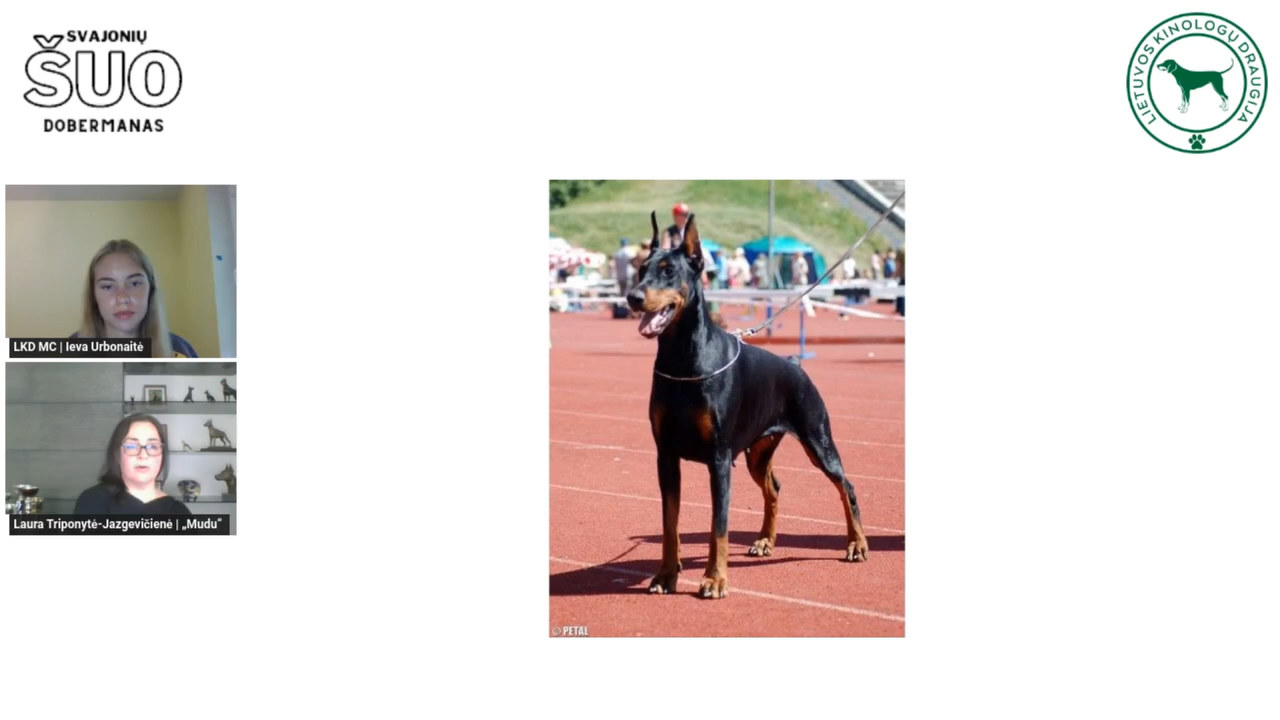 SVAJONIŲ
ŠUO
DOBERMANAS
LIETUVOS KINOLOGŲ DRAUGIJA
LKD MC | Ieva Urbonaitė
Laura Triponytė-Jazgevičienė | „Mudu“
© PETAL